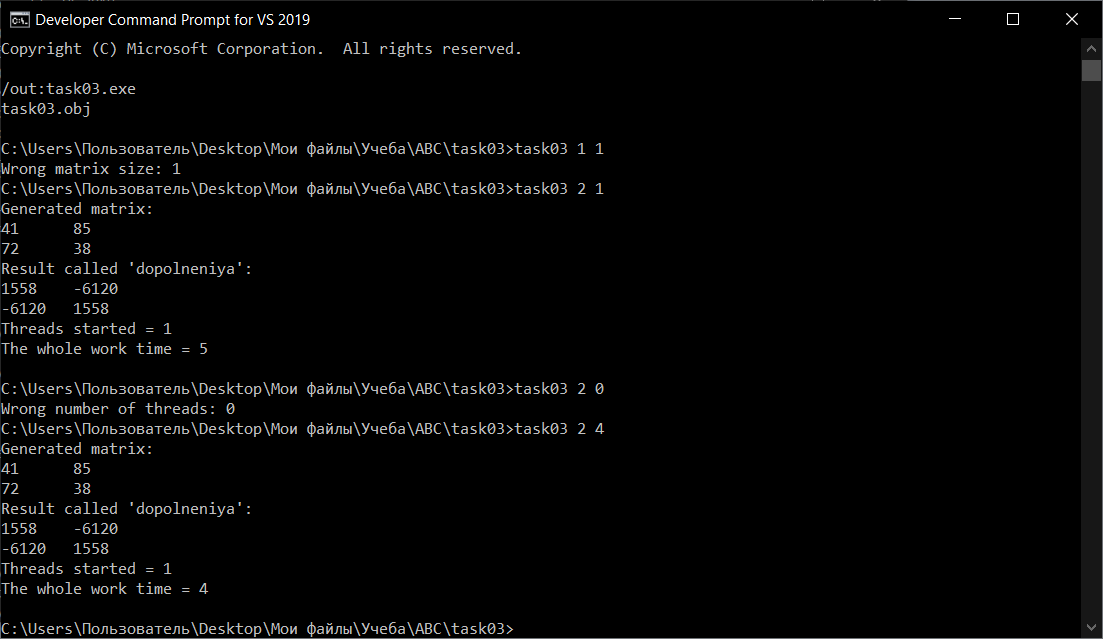 Developer Command Prompt for VS 2019
Copyright (C) Microsoft Corporation.  All rights reserved.
/out:task03.exe
task03.obj
C:\Users\Пользователь\Desktop\Мои файлы\Учеба\АВС\task03>task03 1 1
Wrong matrix size: 1
C:\Users\Пользователь\Desktop\Мои файлы\Учеба\АВС\task03>task03 2 1
Generated matrix:
41      85
72      38
Result called 'dopolneniya':
1558    -6120
-6120   1558
Threads started = 1
The whole work time = 5
C:\Users\Пользователь\Desktop\Мои файлы\Учеба\АВС\task03>task03 2 0
Wrong number of threads: 0
C:\Users\Пользователь\Desktop\Мои файлы\Учеба\АВС\task03>task03 2 4
Generated matrix:
41      85
72      38
Result called 'dopolneniya':
1558    -6120
-6120   1558
Threads started = 1
The whole work time = 4
C:\Users\Пользователь\Desktop\Мои файлы\Учеба\АВС\task03>